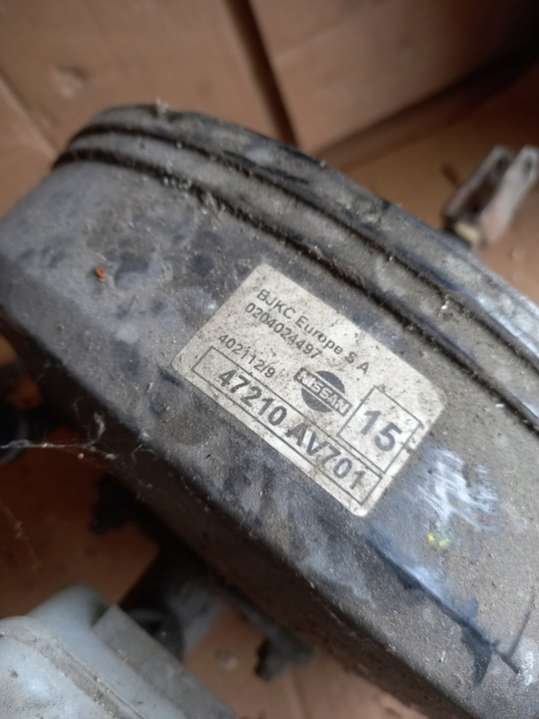 BJKC Europe S A
0204024497
402112/9
NISSAN
15
47210 AV701